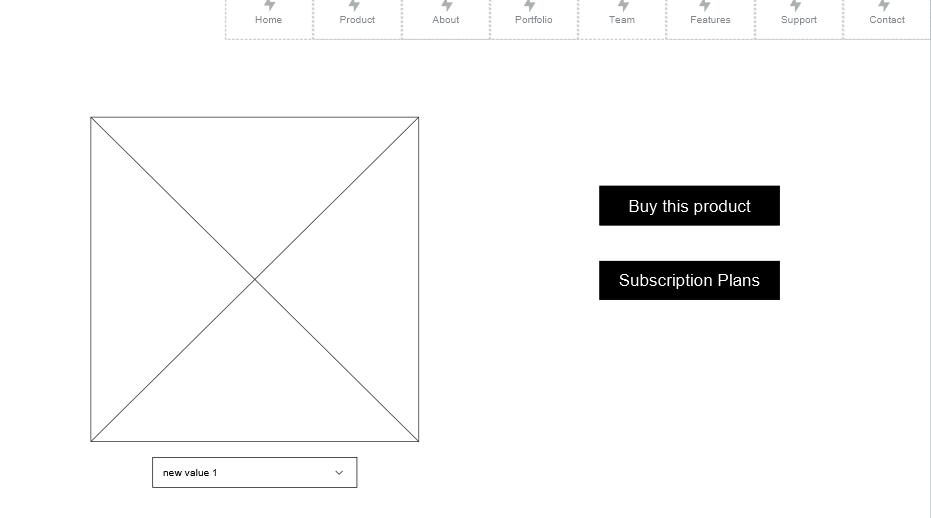 Home Product About Portfolio Team Features Support Contact
Buy this product
Subscription Plans
new value 1